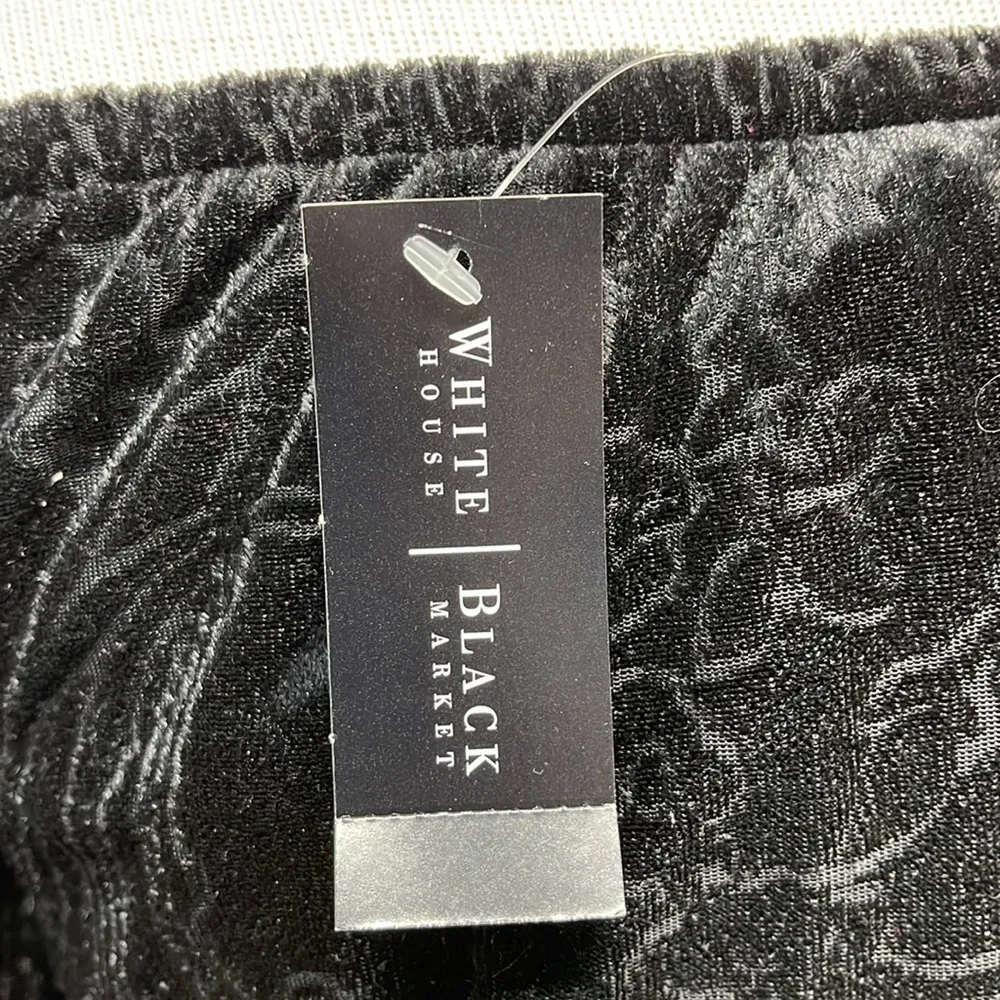 WHITE | BLACK
HOUSE MARKET